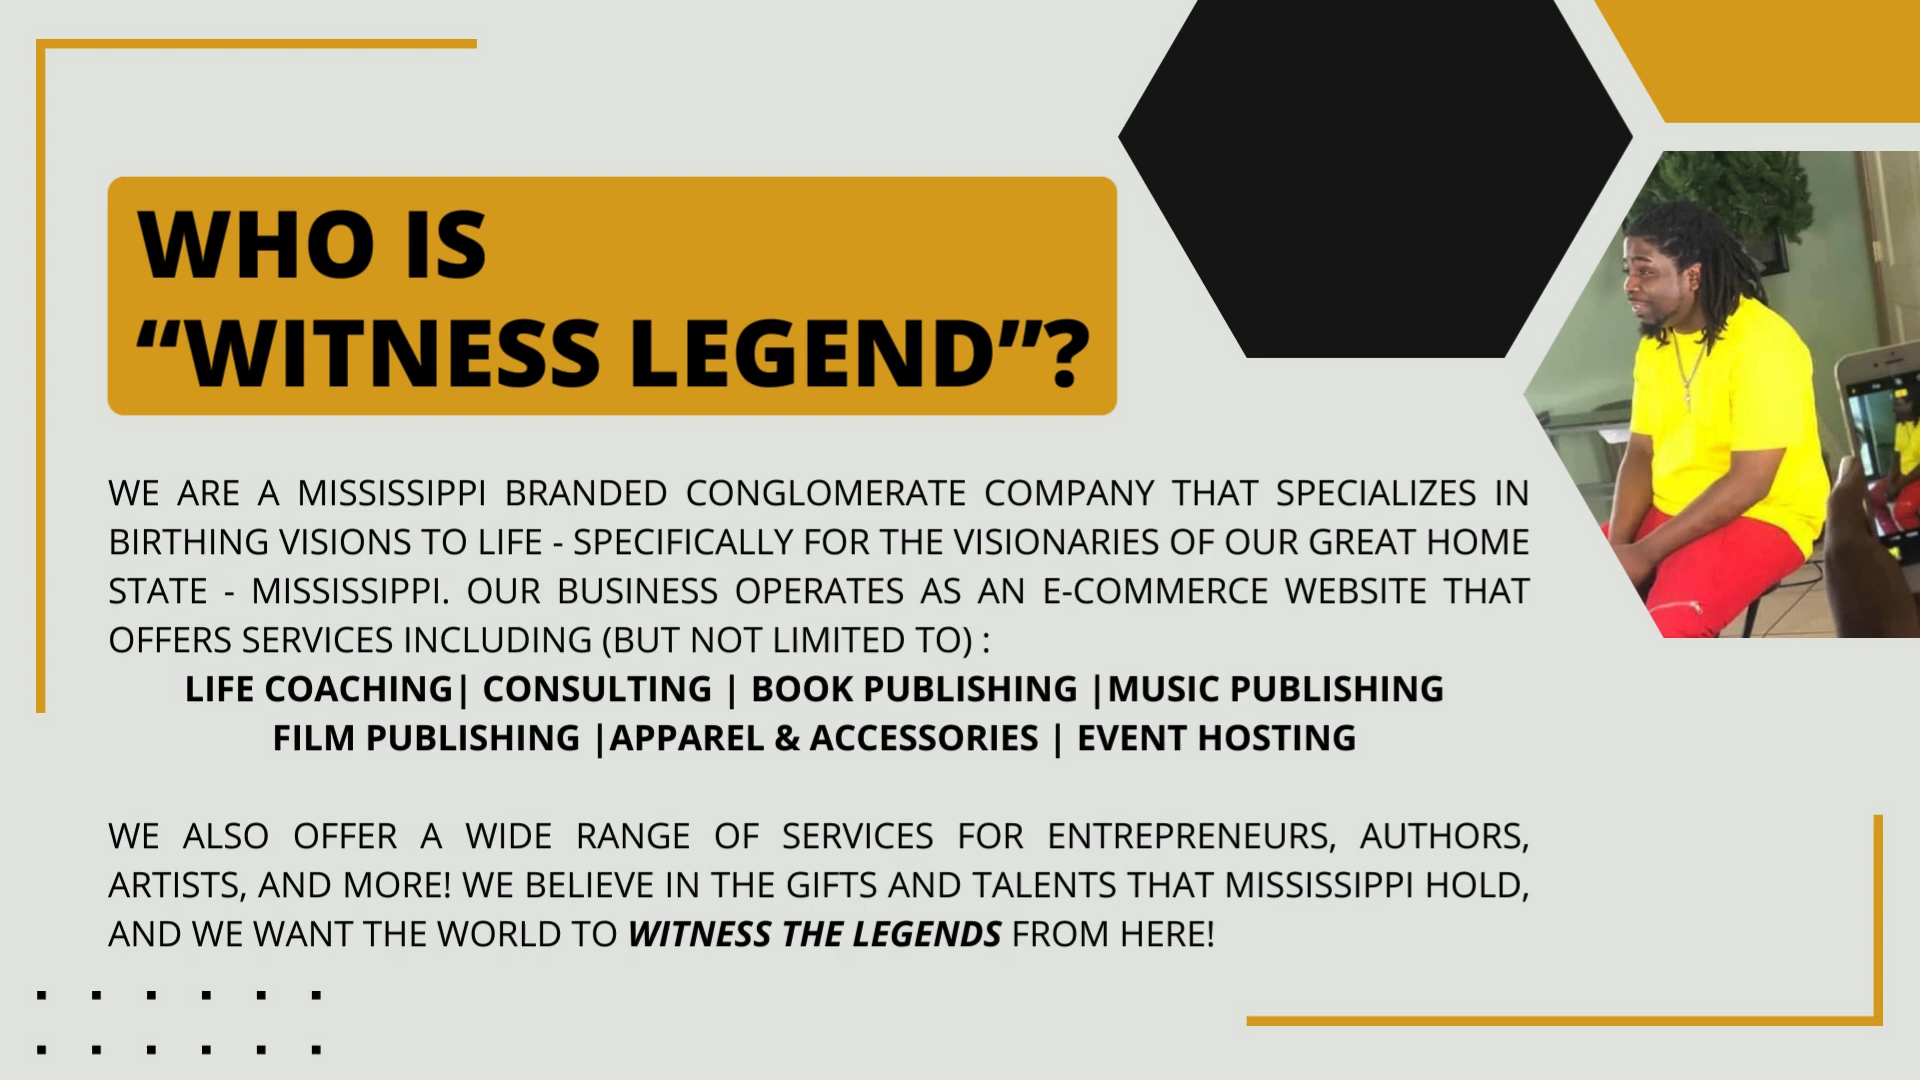 WHO IS
“WITNESS LEGEND”?
WE ARE A MISSISSIPPI BRANDED CONGLOMERATE COMPANY THAT SPECIALIZES IN
BIRTHING VISIONS TO LIFE - SPECIFICALLY FOR THE VISIONARIES OF OUR GREAT HOME
STATE - MISSISSIPPI. OUR BUSINESS OPERATES AS AN E-COMMERCE WEBSITE THAT
OFFERS SERVICES INCLUDING (BUT NOT LIMITED TO) :
LIFE COACHING| CONSULTING | BOOK PUBLISHING |MUSIC PUBLISHING
FILM PUBLISHING |APPAREL & ACCESSORIES | EVENT HOSTING
WE ALSO OFFER A WIDE RANGE OF SERVICES FOR ENTREPRENEURS, AUTHORS,
ARTISTS, AND MORE! WE BELIEVE IN THE GIFTS AND TALENTS THAT MISSISSIPPI HOLD,
AND WE WANT THE WORLD TO WITNESS THE LEGENDS FROM HERE!